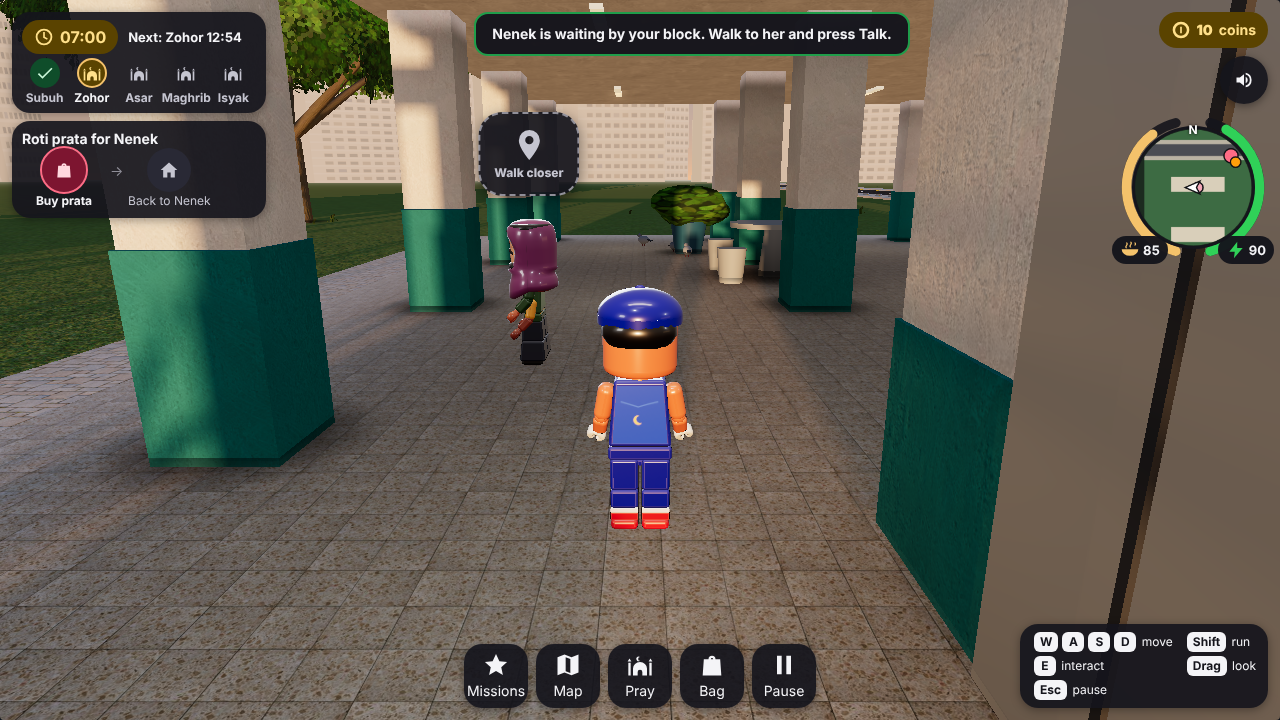 07:00
Next: Zohor 12:54
Subuh
Zohor
Asar
Maghrib
Isyak
Roti prata for Nenek
Buy prata
→
Back to Nenek
Nenek is waiting by your block. Walk to her and press Talk.
Walk closer
10 coins
N
85
90
Missions
Map
Pray
Bag
Pause
W A S D move
Shift run
E interact
Drag look
Esc pause